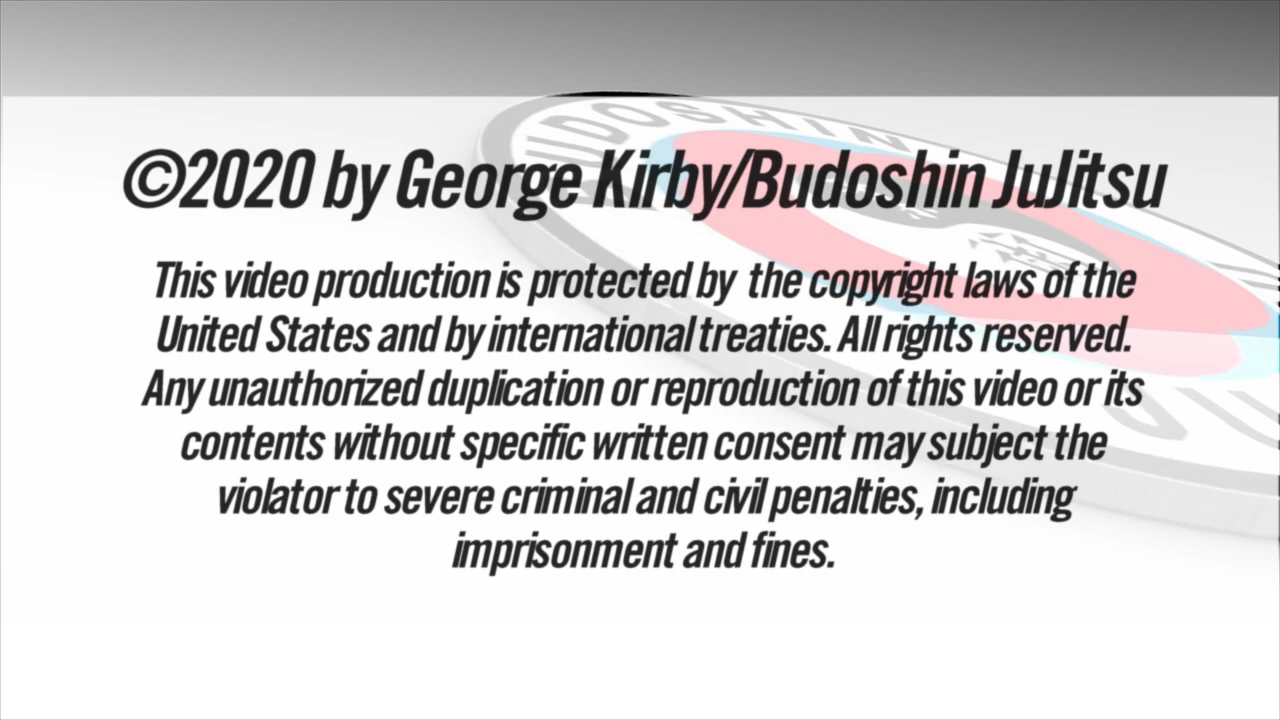 ©2020 by George Kirby/Budoshin JuJitsu
This video production is protected by the copyright laws of the
United States and by international treaties. All rights reserved.
Any unauthorized duplication or reproduction of this video or its
contents without specific written consent may subject the
violator to severe criminal and civil penalties, including
imprisonment and fines.
UDOSHIN
JU